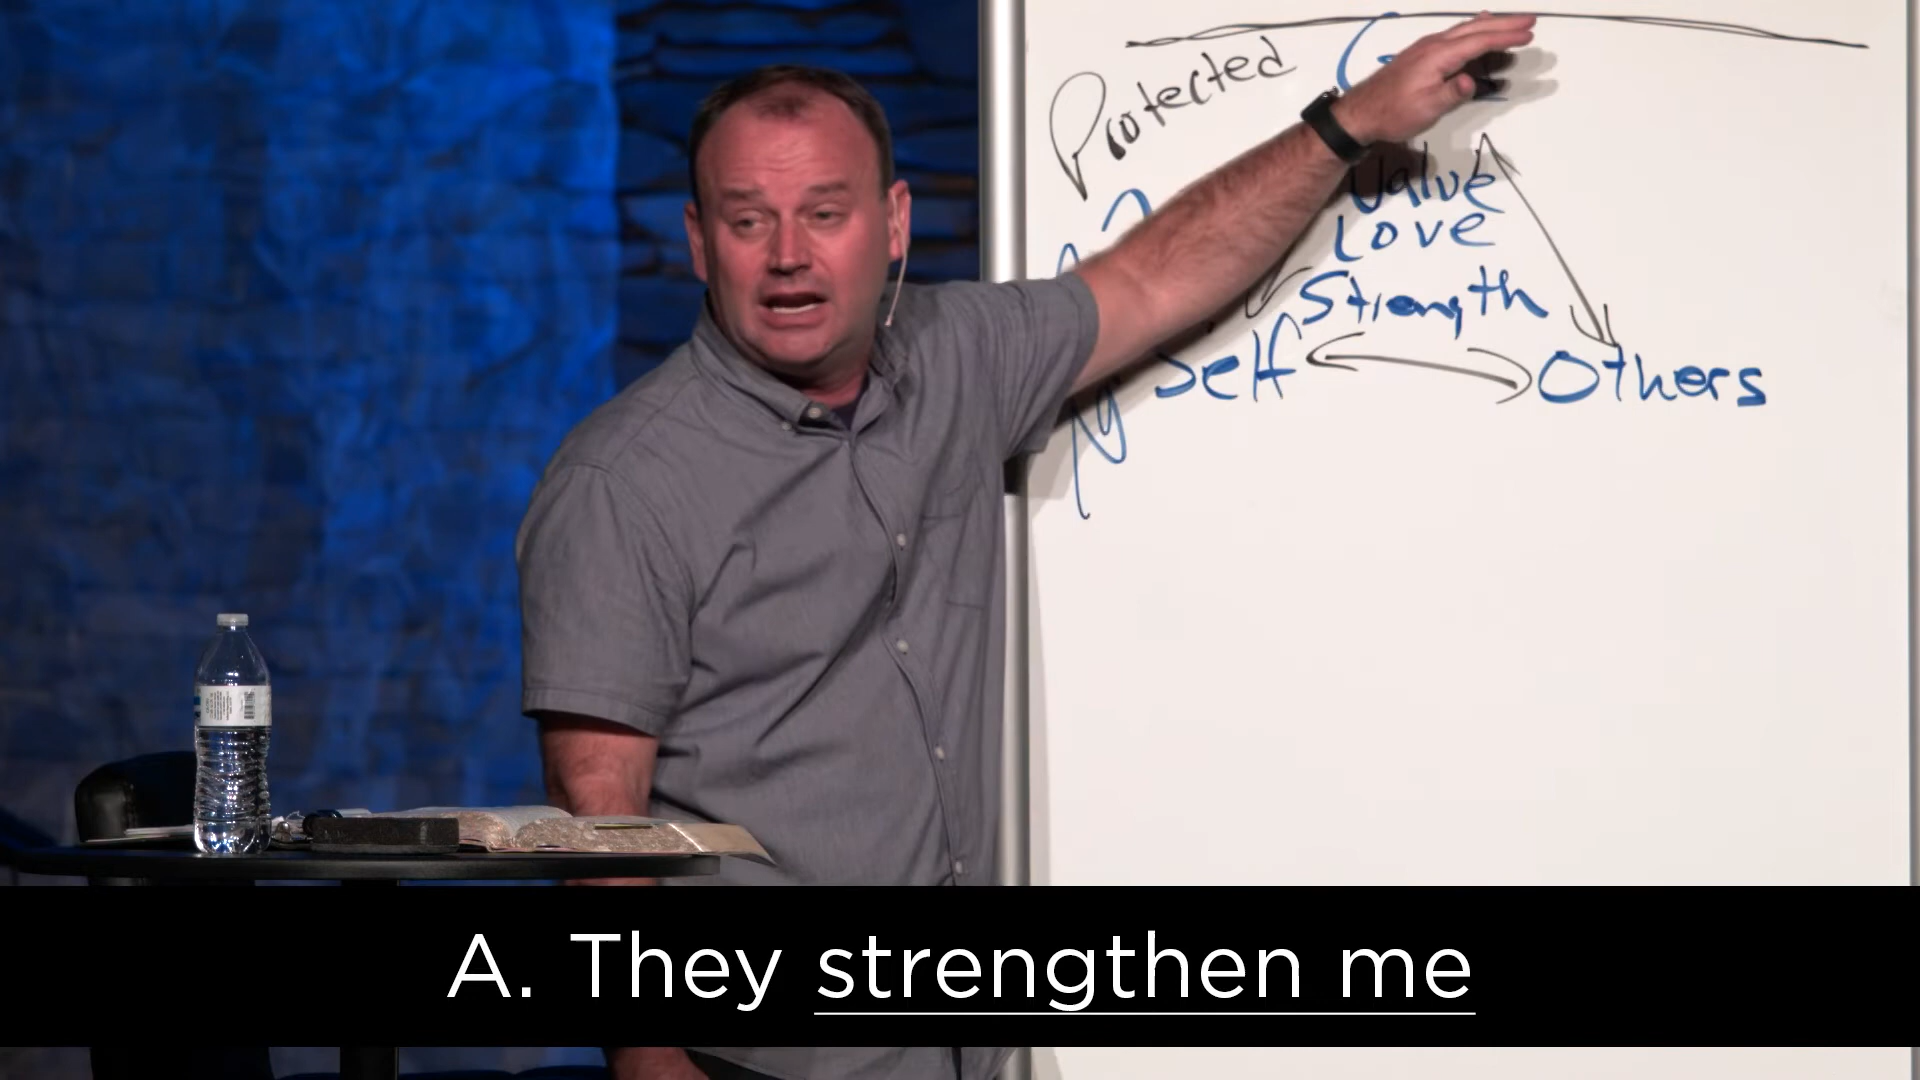 Protected
Value
Love
Strength
Self
Others
A. They strengthen me